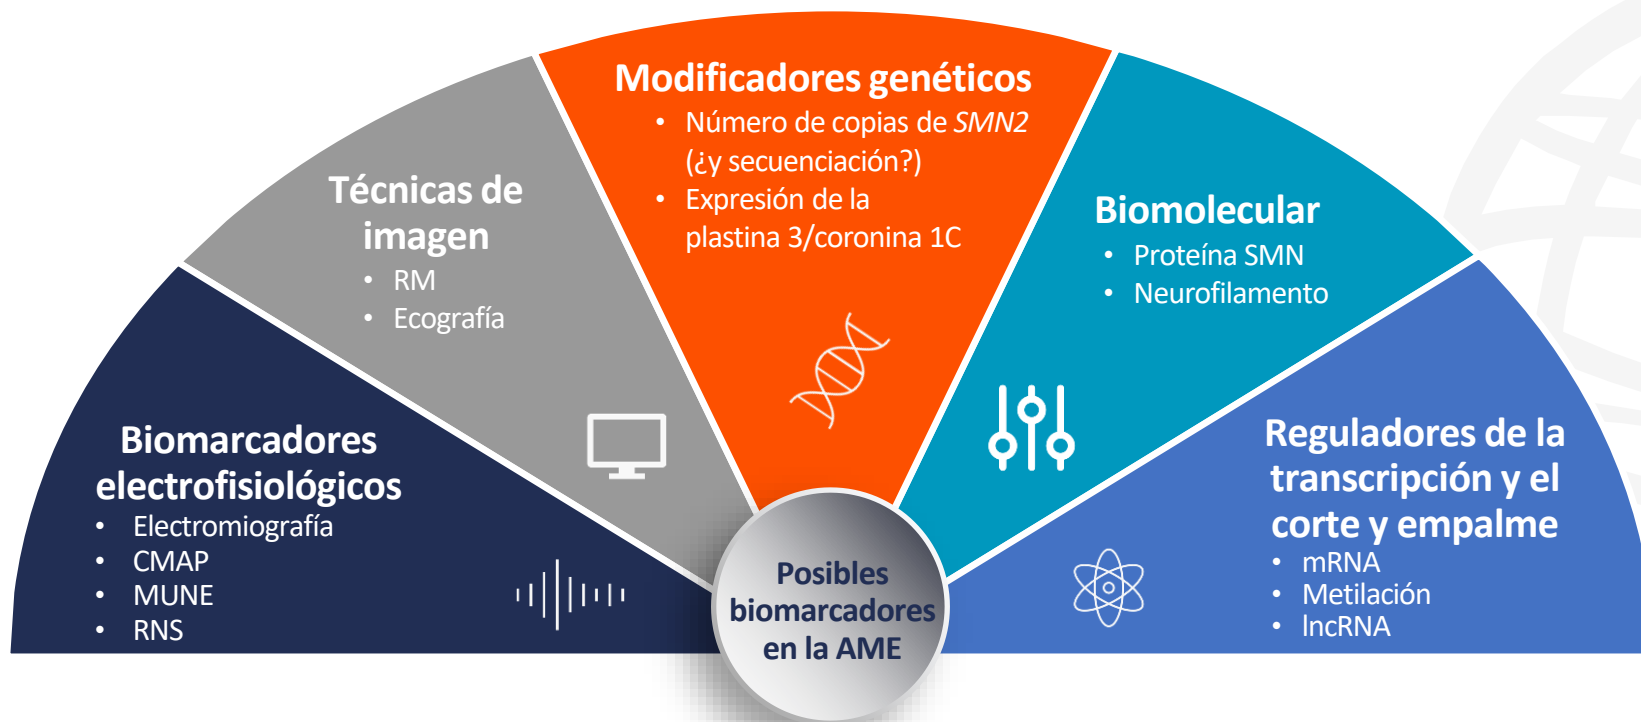 Biomarcadores
electrofisiológicos
• Electromiografía
• CMAP
• MUNE
• RNS
Técnicas de
imagen
• RM
• Ecografía
Modificadores genéticos
• Número de copias de SMN2
(¿y secuenciación?)
• Expresión de la
plastina 3/coronina 1C
Biomolecular
• Proteína SMN
• Neurofilamento
Reguladores de la
transcripción y el
corte y empalme
• mRNA
• Metilación
• lncRNA
Posibles
biomarcadores
en la AME